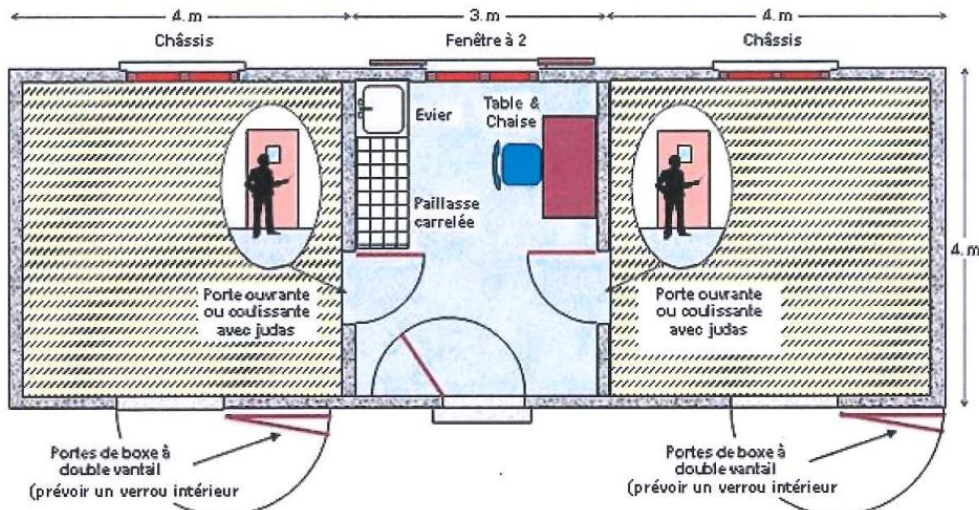 4. m
3. m
4. m
Châssis
Fenêtre à 2
Châssis
Evier
Table &
Chaise
Paillasse
carrelée
4. m
Porte ouvrante
ou coulissante
avec judas
Porte ouvrante
ou coulissante
avec judas
Portes de boxe à
double vantail
(prévoir un verrou intérieur
Portes de boxe à
double vantail
(prévoir un verrou intérieur